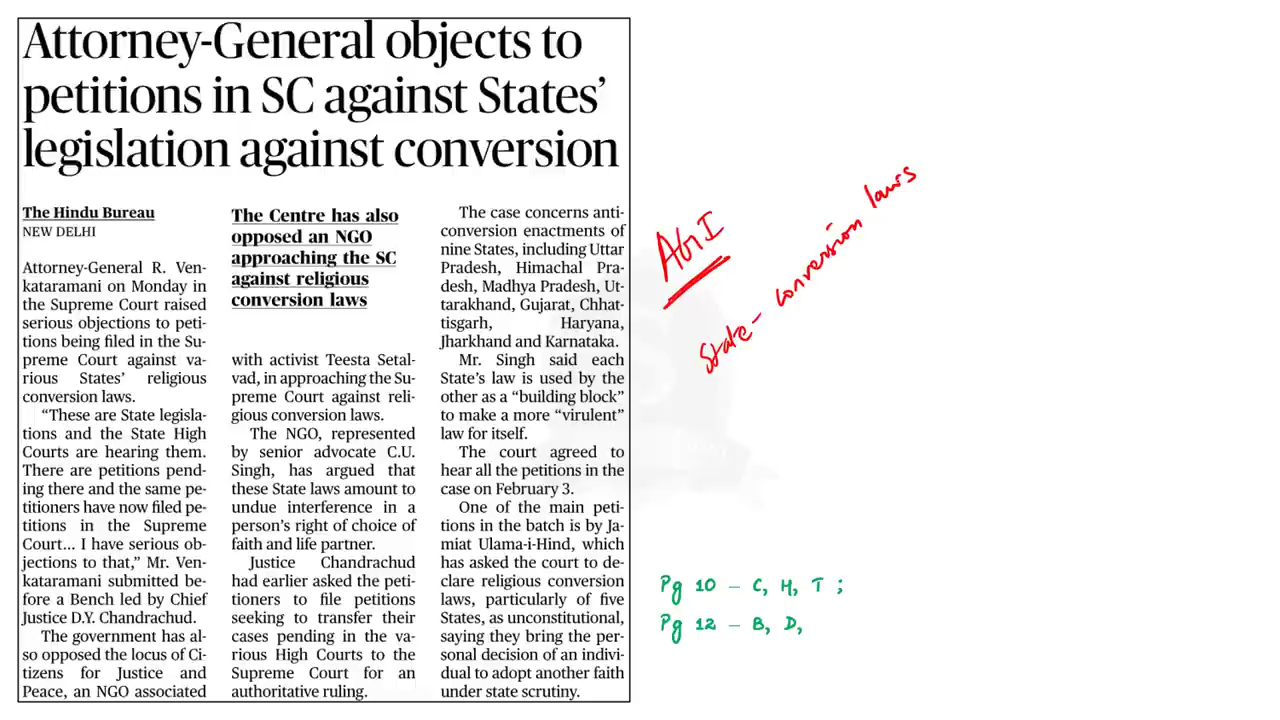 Attorney-General objects to
petitions in SC against States’
legislation against conversion
The Hindu Bureau
NEW DELHI
Attorney-General R. Ven-
kataramani on Monday in
the Supreme Court raised
serious objections to peti-
tions being filed in the Su-
preme Court against va-
rious States’ religious
conversion laws.
“These are State legisla-
tions and the State High
Courts are hearing them.
There are petitions pend-
ing there and the same pe-
titioners have now filed pe-
titions in the Supreme
Court... I have serious ob-
jections to that,” Mr. Ven-
kataramani submitted be-
fore a Bench led by Chief
Justice D.Y. Chandrachud.
The government has al-
so opposed the locus of Ci-
tizens for Justice and
Peace, an NGO associated
The Centre has also
opposed an NGO
approaching the SC
against religious
conversion laws
with activist Teesta Setal-
vad, in approaching the Su-
preme Court against reli-
gious conversion laws.
The NGO, represented
by senior advocate C.U.
Singh, has argued that
these State laws amount to
undue interference in a
person’s right of choice of
faith and life partner.
Justice Chandrachud
had earlier asked the peti-
tioners to file petitions
seeking to transfer their
cases pending in the va-
rious High Courts to the
Supreme Court for an
authoritative ruling.
The case concerns anti-
conversion enactments of
nine States, including Uttar
Pradesh, Himachal Pra-
desh, Madhya Pradesh, Ut-
tarakhand, Gujarat, Chhat-
tisgarh, Haryana,
Jharkhand and Karnataka.
Mr. Singh said each
State’s law is used by the
other as a “building block”
to make a more “virulent”
law for itself.
The court agreed to
hear all the petitions in the
case on February 3.
One of the main peti-
tions in the batch is by Ja-
miat Ulama-i-Hind, which
has asked the court to de-
clare religious conversion
laws, particularly of five
States, as unconstitutional,
saying they bring the per-
sonal decision of an indivi-
dual to adopt another faith
under state scrutiny.
AGI
State - conversion laws
Pg 10 – C, H, T ;
Pg 12 – B, D,